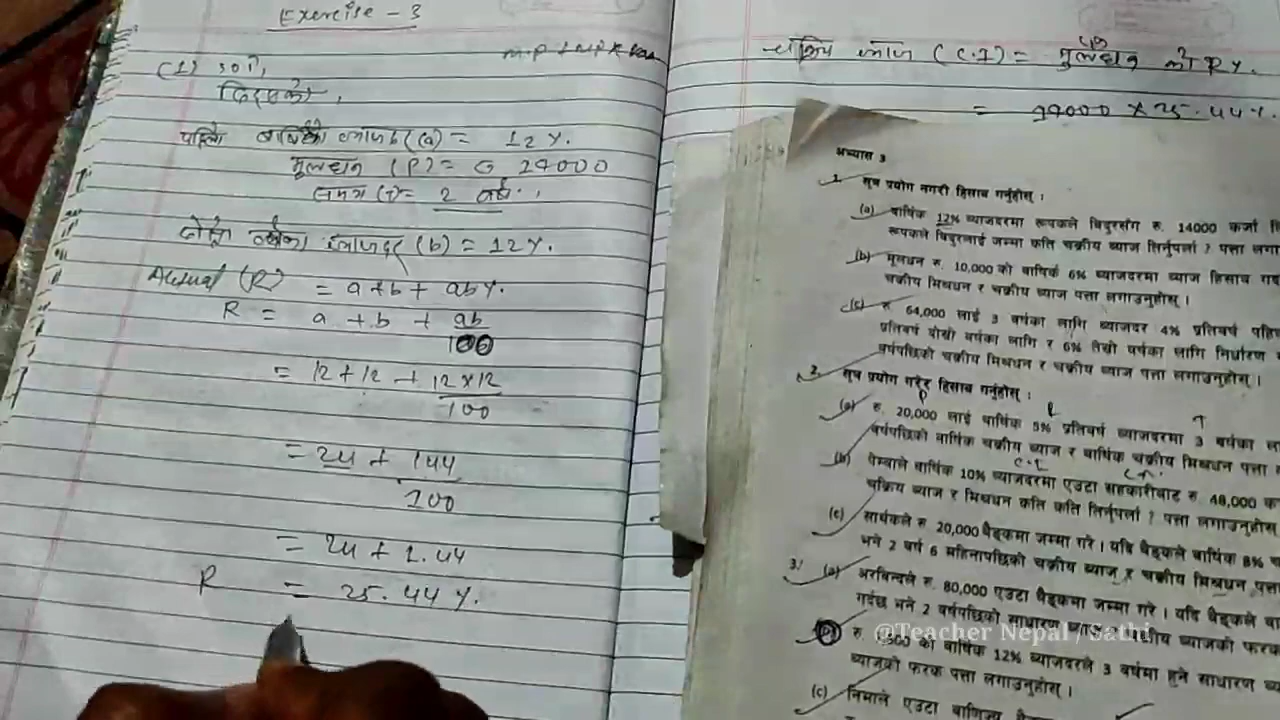 Exercise - 3
(1) Soln,
दिइएको,
पहिलो वार्षिक ब्याजदर (a) = 12 %.
मूलधन (P) = 14000
समय (T) = 2 वर्ष
दोस्रो वर्षका ब्याजदर (b) = 12 %.
Actual (R) = a + b + ab %.
R = a + b + ab
100
= 12 + 12 + 12 × 12
100
= 24 + 144
100
= 24 + 1.44
R = 25.44 %.
चक्रिय ब्याज (C.I) = मूलधन को R %.
= 14000 × 25.44 %.
अभ्यास 3
1. सूत्र प्रयोग नगरी हिसाब गर्नुहोस् :
(a) वार्षिक 12% ब्याजदरमा रूपकले विदुरसँग रु. 14000 कर्जा
रूपकले विदुरलाई जम्मा कति चक्रीय ब्याज तिर्नुपर्ला ? पत्ता
(b) मूलधन रु. 10,000 को वार्षिक 6% ब्याजदरमा ब्याज हिसाब
चक्रीय मिश्रधन र चक्रीय ब्याज पत्ता लगाउनुहोस् ।
(c) रु 64,000 लाई 3 वर्षका लागि ब्याजदर 4% प्रतिवर्ष
प्रतिवर्ष दोस्रो वर्षका लागि र 6% तेस्रो वर्षका लागि निर्धारण
वर्षपछिको चक्रीय मिश्रधन र चक्रीय ब्याज पत्ता लगाउनुहोस् ।
2. सूत्र प्रयोग गरेर हिसाब गर्नुहोस् :
(a) रु. 20,000 लाई वार्षिक 5% प्रतिवर्ष ब्याजदरमा 3 वर्षका
वर्षपछिको वार्षिक चक्रीय ब्याज र वार्षिक चक्रीय मिश्रधन पत्ता
(b) पेम्बाले वार्षिक 10% ब्याजदरमा एउटा सहकारीबाट रु. 48,000
चक्रिय ब्याज र मिश्रधन कति कति तिर्नुपर्ला ? पत्ता लगाउनुहोस्
(c) सार्थकले रु. 20,000 बैङ्कमा जम्मा गरे । यदि बैङ्कले वार्षिक 8%
भने 2 वर्ष 6 महिनापछिको चक्रीय ब्याज र चक्रीय मिश्रधन पत्ता
3. (a) अरविन्दले रु. 80,000 एउटा बैङ्कमा जम्मा गरे । यदि बैङ्कले
गर्दछ भने 2 वर्षपछिको साधारण ब्याज र चक्रीय ब्याजको फरक
@Teacher Nepal / Sathi
को वार्षिक 12% ब्याजदरले 3 वर्षमा हुने साधारण
ब्याजको फरक पत्ता लगाउनुहोस् ।
(c) निमाले एउटा वाणिज्य